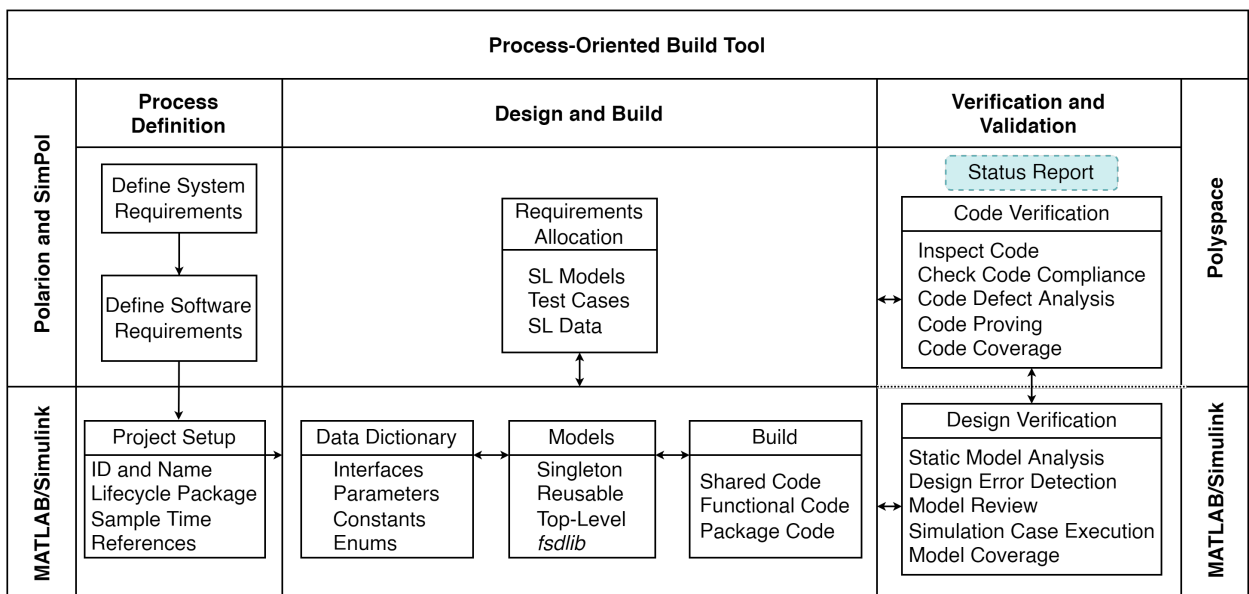 Process-Oriented Build Tool
Process
Definition
Design and Build
Verification and
Validation
Polarion and SimPol
Define System
Requirements
Define Software
Requirements
Requirements
Allocation
SL Models
Test Cases
SL Data
Status Report
Code Verification
Inspect Code
Check Code Compliance
Code Defect Analysis
Code Proving
Code Coverage
Polyspace
MATLAB/Simulink
Project Setup
ID and Name
Lifecycle Package
Sample Time
References
Data Dictionary
Interfaces
Parameters
Constants
Enums
Models
Singleton
Reusable
Top-Level
fsdlib
Build
Shared Code
Functional Code
Package Code
Design Verification
Static Model Analysis
Design Error Detection
Model Review
Simulation Case Execution
Model Coverage
MATLAB/Simulink